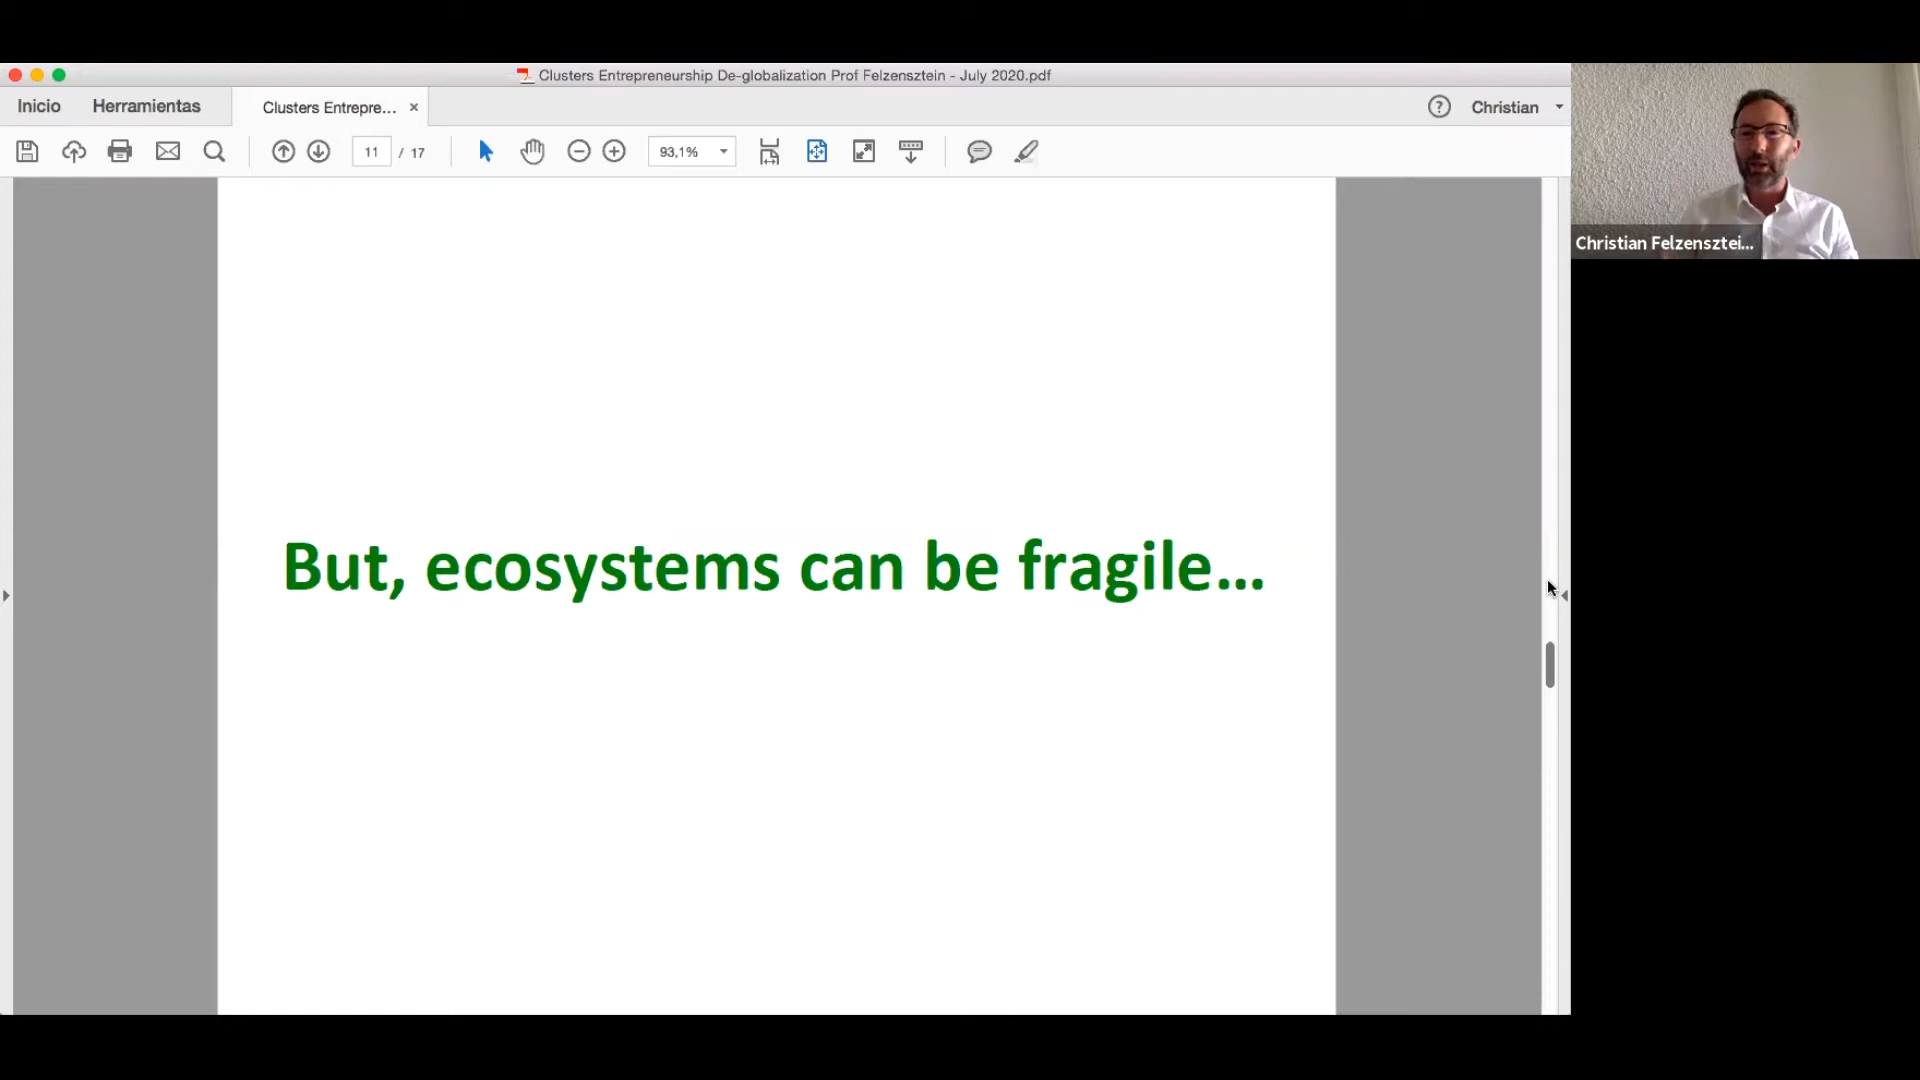 Clusters Entrepreneurship De-globalization Prof Felzensztein - July 2020.pdf
Inicio
Herramientas
Clusters Entrepre...
Christian
11 / 17
93,1%
But, ecosystems can be fragile...
Christian Felzensztei...